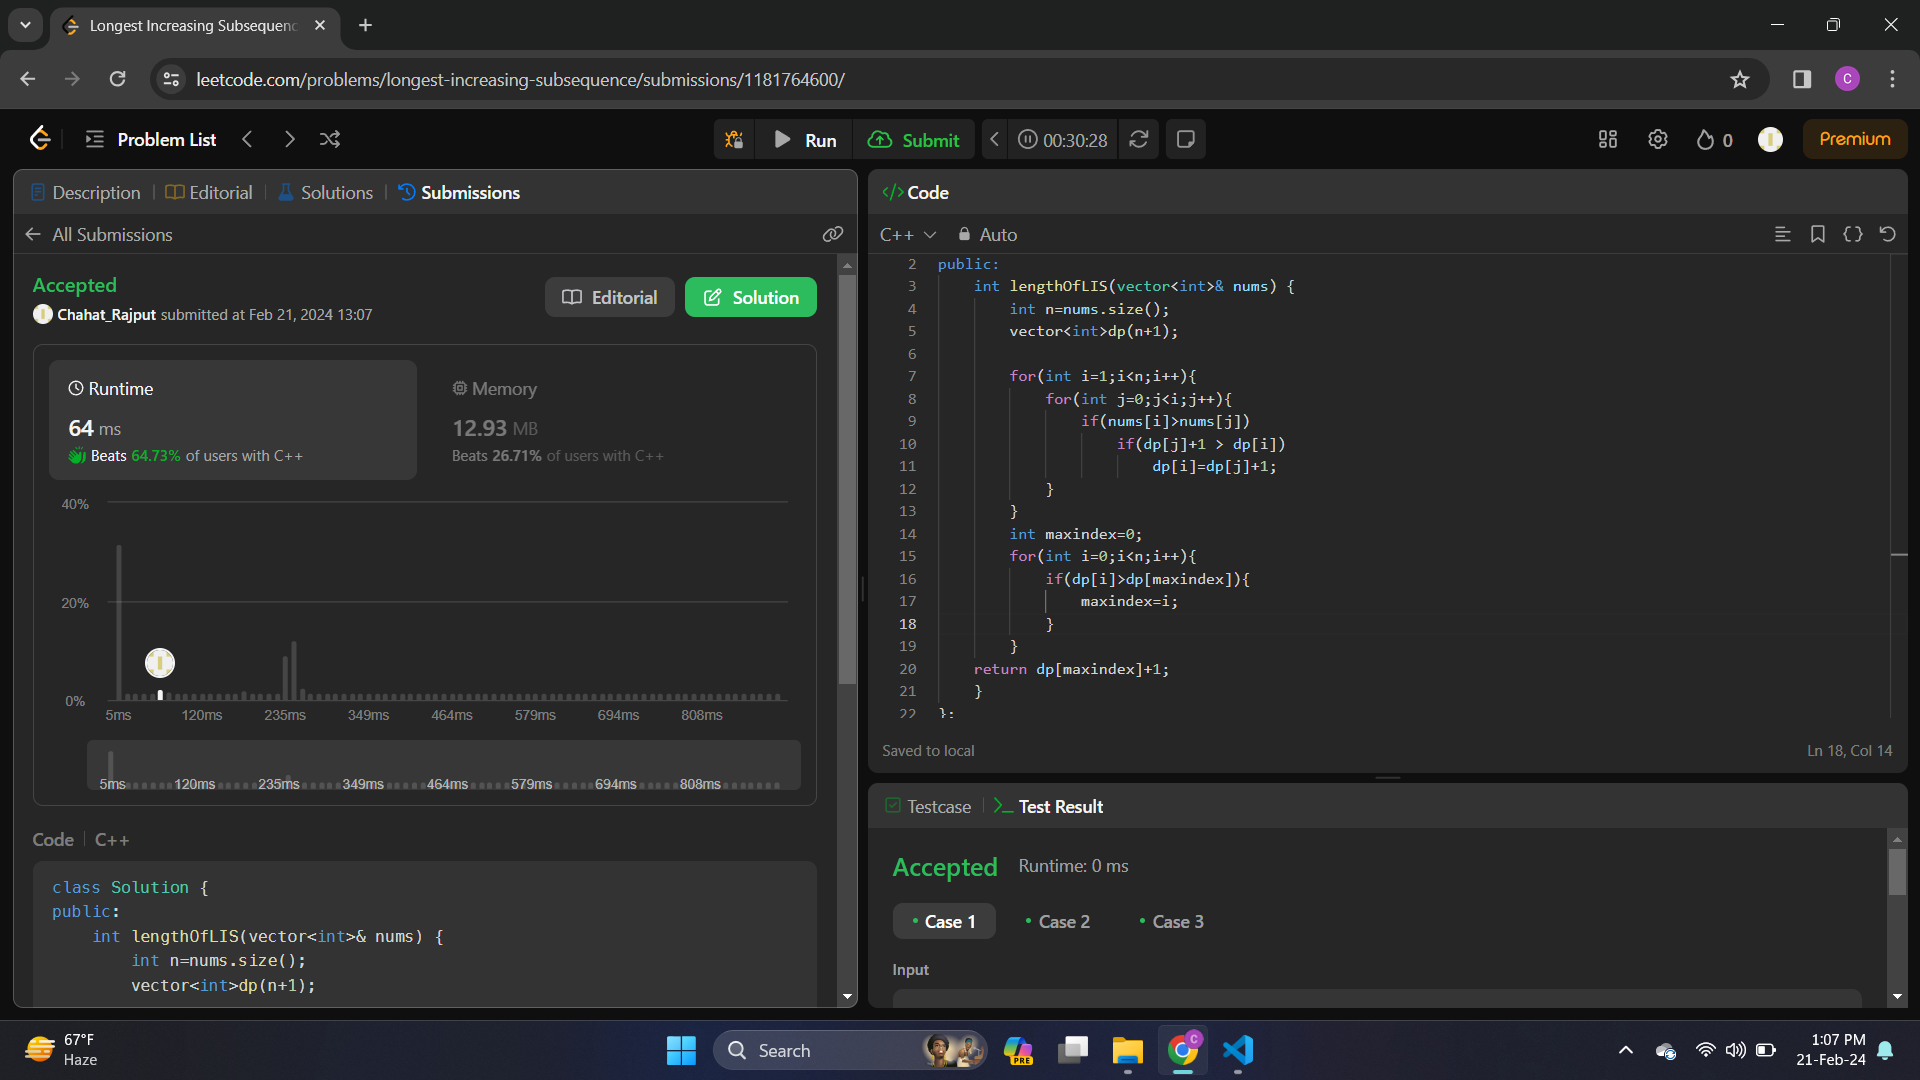 Longest Increasing Subsequenc
leetcode.com/problems/longest-increasing-subsequence/submissions/1181764600/
C
Problem List
Run
Submit
00:30:28
0
Premium
Description
Editorial
Solutions
Submissions
All Submissions
Accepted
Chahat_Rajput submitted at Feb 21, 2024 13:07
Editorial
Solution
Runtime
64 ms
Beats 64.73% of users with C++
Memory
12.93 MB
Beats 26.71% of users with C++
40%
20%
0%
5ms 120ms 235ms 349ms 464ms 579ms 694ms 808ms
5ms 120ms 235ms 349ms 464ms 579ms 694ms 808ms
Code
C++
class Solution {
public:
int lengthOfLIS(vector<int>& nums) {
int n=nums.size();
vector<int>dp(n+1);
</> Code
C++
Auto
2 public:
3 int lengthOfLIS(vector<int>& nums) {
4 int n=nums.size();
5 vector<int>dp(n+1);
6
7 for(int i=1;i<n;i++){
8 for(int j=0;j<i;j++){
9 if(nums[i]>nums[j])
10 if(dp[j]+1 > dp[i])
11 dp[i]=dp[j]+1;
12 }
13 }
14 int maxindex=0;
15 for(int i=0;i<n;i++){
16 if(dp[i]>dp[maxindex]){
17 maxindex=i;
18 }
19 }
20 return dp[maxindex]+1;
21 }
22 };
Saved to local
Ln 18, Col 14
Testcase
Test Result
Accepted
Runtime: 0 ms
Case 1
Case 2
Case 3
Input
67°F
Haze
Search
PRE
C
1:07 PM
21-Feb-24